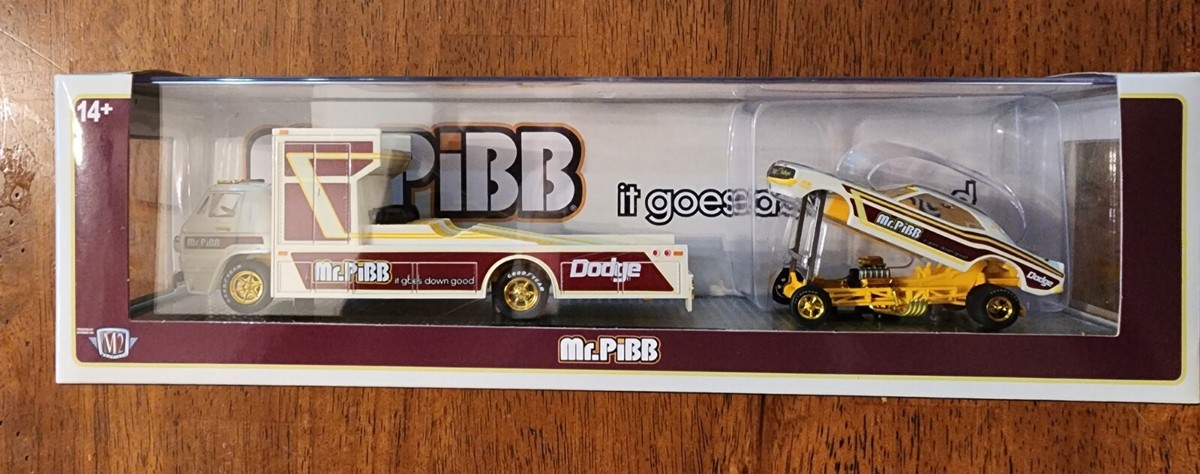 14+
PiBB
it goes
Mr.PiBB
Mr.PiBB
it goes down good
GOODYEAR
Dodge
Mr.PiBB
Dodge
M2
Mr.PiBB